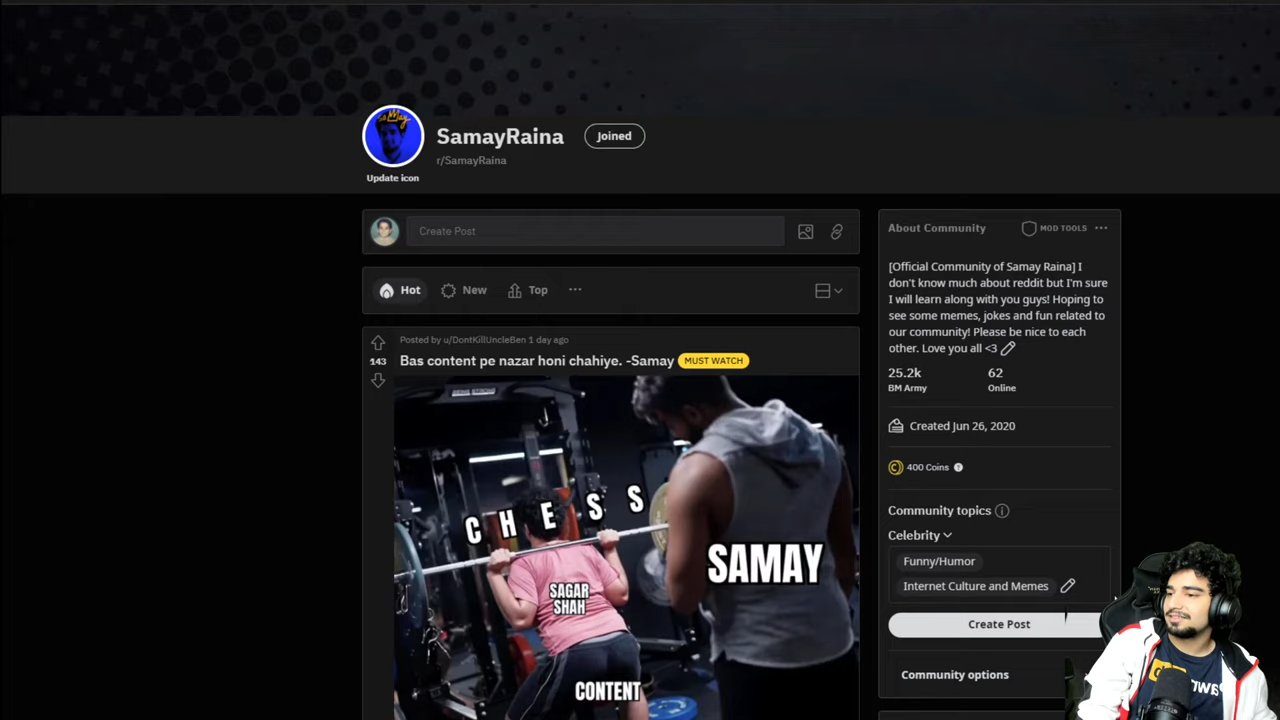 SamayRaina
Joined
r/SamayRaina
Update icon
Create Post
Hot
New
Top
Posted by u/DontKillUncleBen 1 day ago
143
Bas content pe nazar honi chahiye. -Samay MUST WATCH
CHESS
SAMAY
SAGAR
SHAH
CONTENT
About Community
MOD TOOLS
[Official Community of Samay Raina] I
don't know much about reddit but I'm sure
I will learn along with you guys! Hoping to
see some memes, jokes and fun related to
our community! Please be nice to each
other. Love you all <3
25.2k
62
BM Army
Online
Created Jun 26, 2020
400 Coins
Community topics
Celebrity
Funny/Humor
Internet Culture and Memes
Create Post
Community options